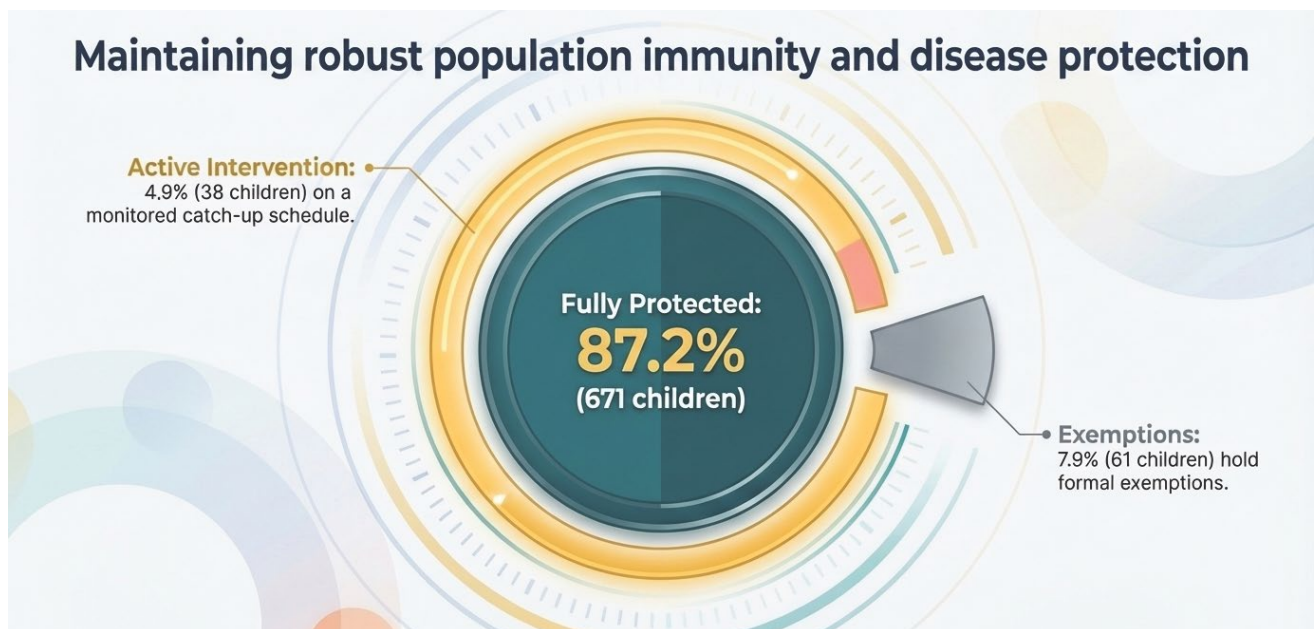 Maintaining robust population immunity and disease protection
Active Intervention:
4.9% (38 children) on a
monitored catch-up schedule.
Fully Protected:
87.2%
(671 children)
Exemptions:
7.9% (61 children) hold
formal exemptions.